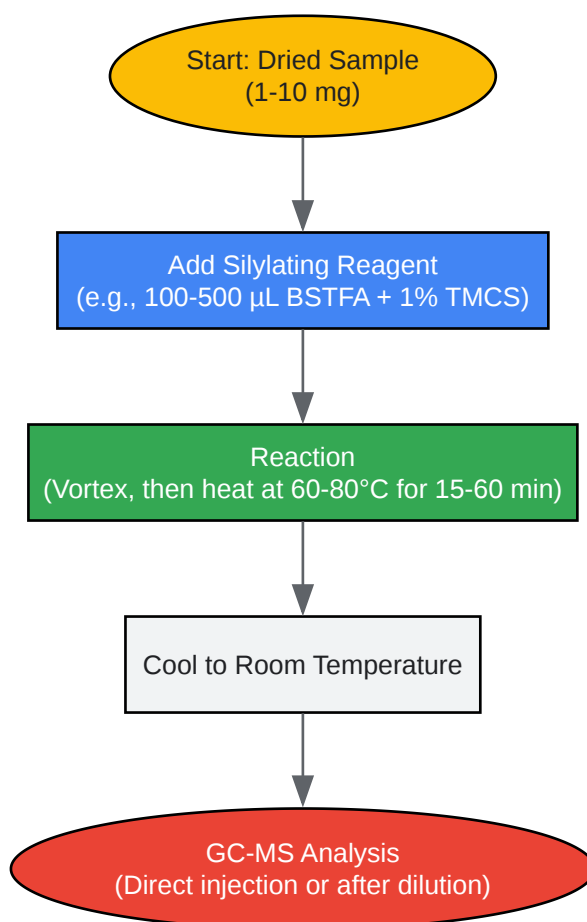 Start: Dried Sample
(1-10 mg)
Add Silylating Reagent
(e.g., 100-500 µL BSTFA + 1% TMCS)
Reaction
(Vortex, then heat at 60-80°C for 15-60 min)
Cool to Room Temperature
GC-MS Analysis
(Direct injection or after dilution)